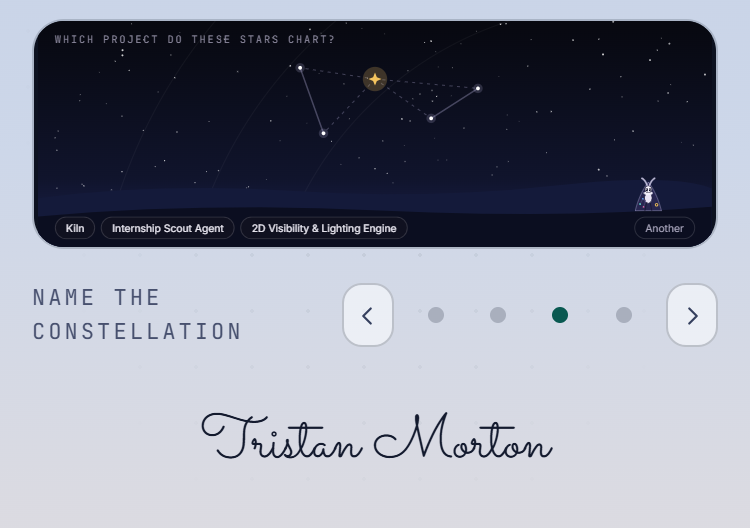 WHICH PROJECT DO THESE STARS CHART?
Kiln
Internship Scout Agent
2D Visibility & Lighting Engine
Another
NAME THE
CONSTELLATION
Tristan Morton